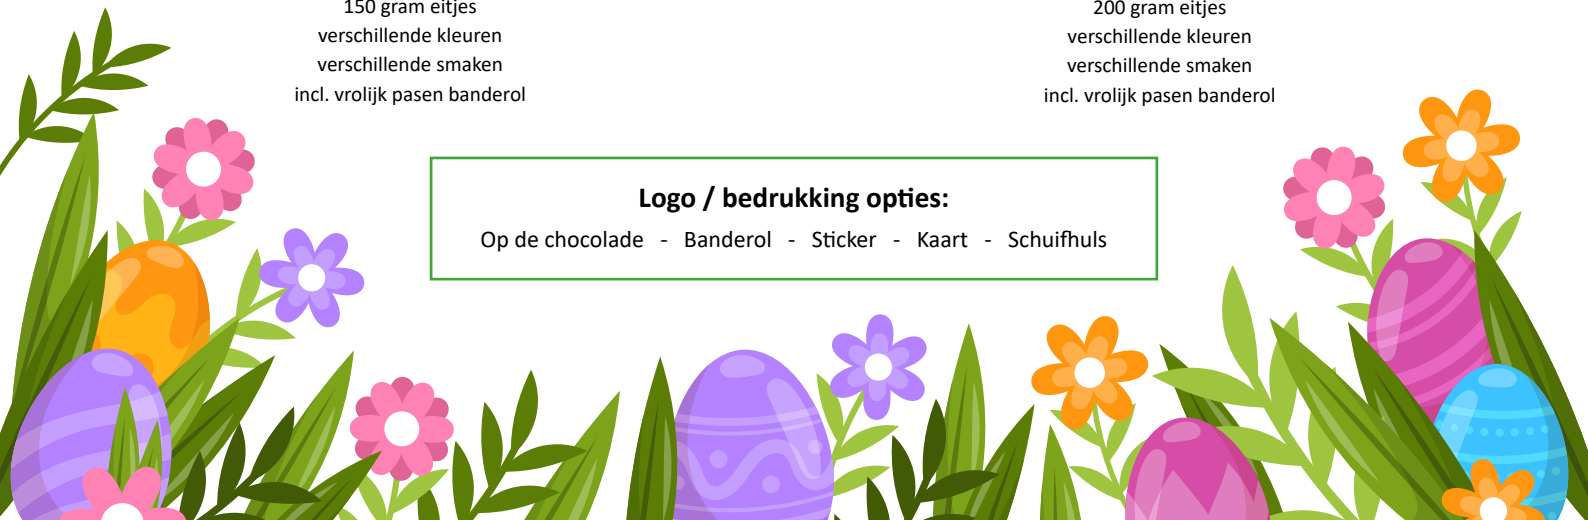 150 gram eitjes
verschillende kleuren
verschillende smaken
incl. vrolijk pasen banderol
200 gram eitjes
verschillende kleuren
verschillende smaken
incl. vrolijk pasen banderol
Logo / bedrukking opties:
Op de chocolade - Banderol - Sticker - Kaart - Schuifhuls